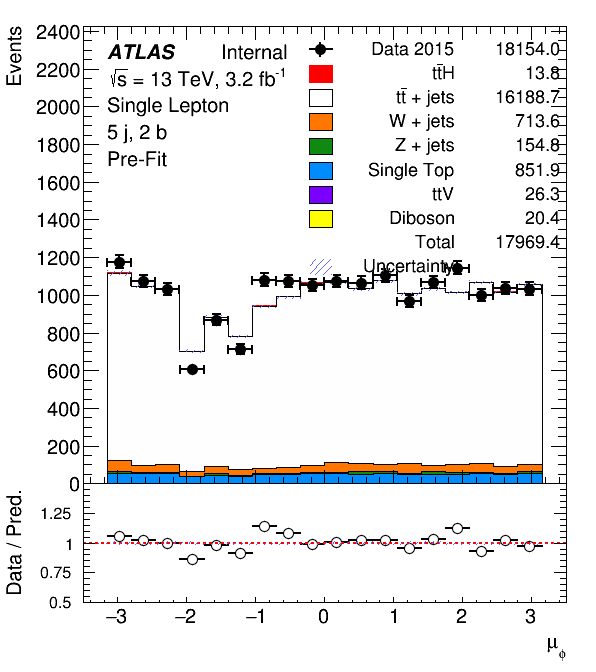 Events
ATLAS Internal
√s = 13 TeV, 3.2 fb⁻¹
Single Lepton
5 j, 2 b
Pre-Fit
Data 2015 18154.0
tt̄H 13.8
tt̄ + jets 16188.7
W + jets 713.6
Z + jets 154.8
Single Top 851.9
ttV 26.3
Diboson 20.4
Total 17969.4
Uncertainty
2400
2200
2000
1800
1600
1400
1200
1000
800
600
400
200
0
Data / Pred.
1.25
1
0.75
0.5
−3 −2 −1 0 1 2 3
μ_ϕ